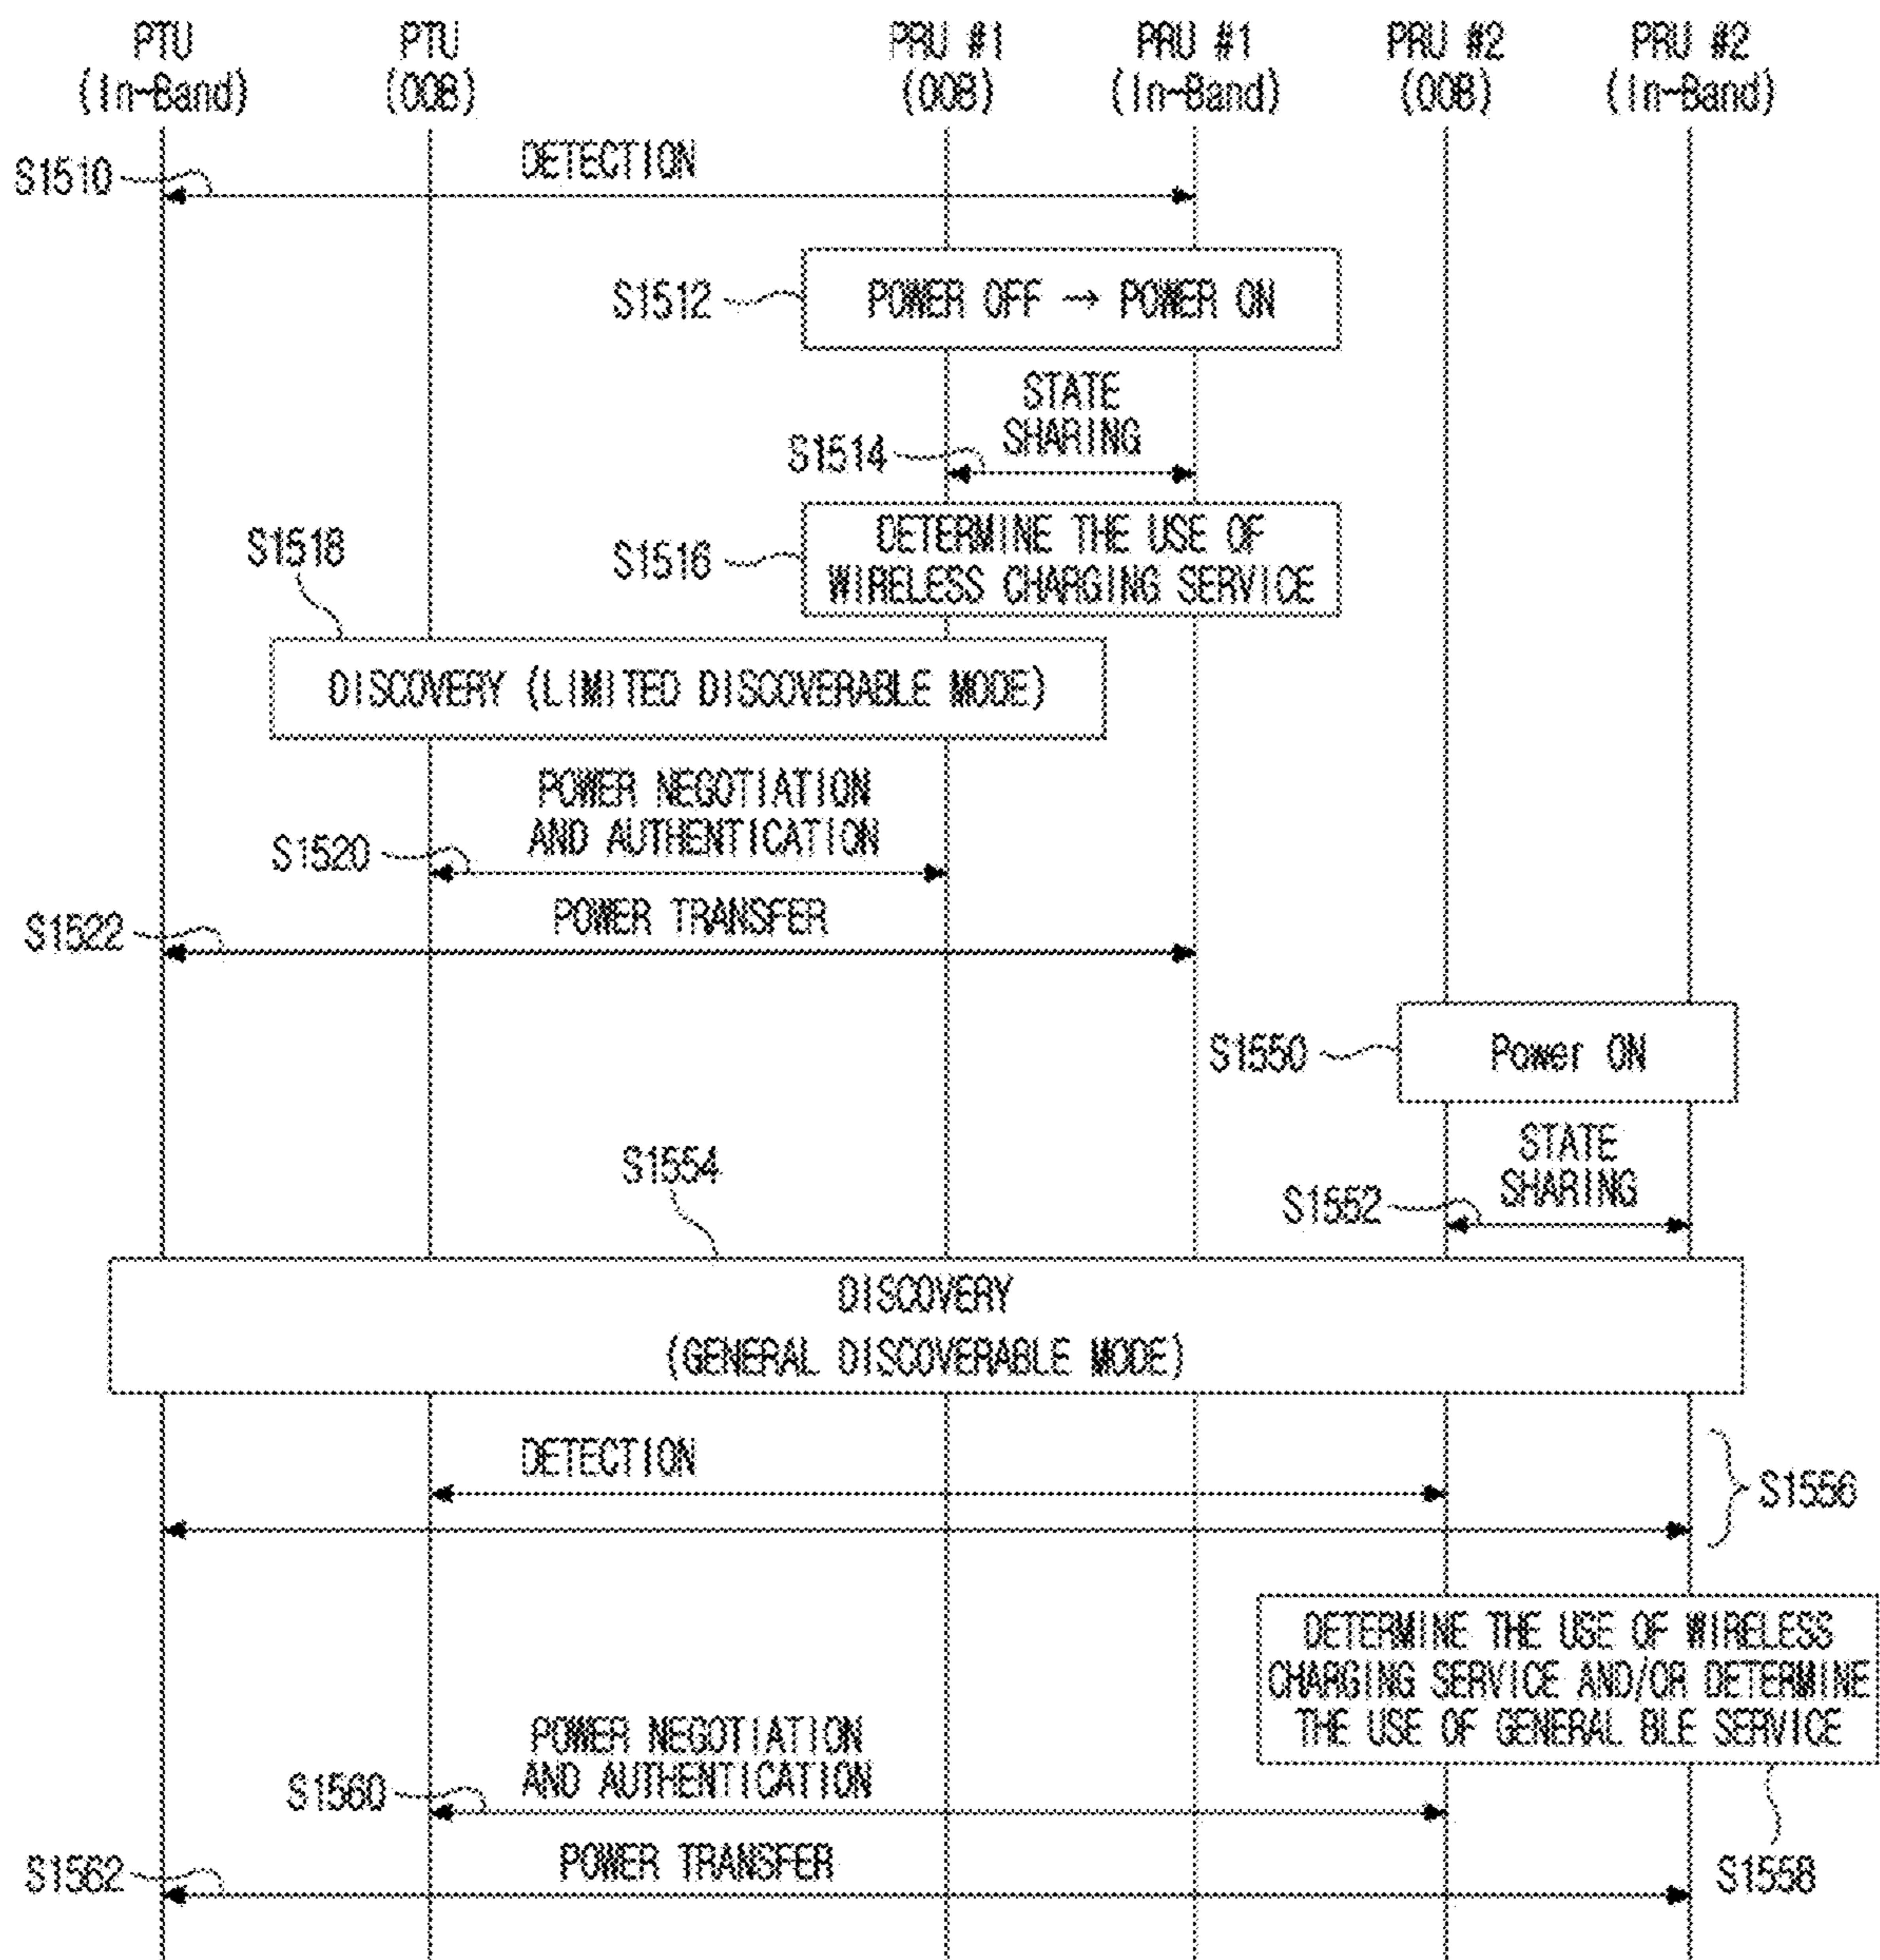 PTU
(In-Band)
PTU
(OOB)
PRU #1
(OOB)
PRU #1
(In-Band)
PRU #2
(OOB)
PRU #2
(In-Band)
DETECTION
S1510
S1512
POWER OFF → POWER ON
STATE
SHARING
S1514
DETERMINE THE USE OF
WIRELESS CHARGING SERVICE
S1516
S1518
DISCOVERY (LIMITED DISCOVERABLE MODE)
POWER NEGOTIATION
AND AUTHENTICATION
S1520
POWER TRANSFER
S1522
S1550
Power ON
STATE
SHARING
S1552
S1554
DISCOVERY
(GENERAL DISCOVERABLE MODE)
DETECTION
S1556
DETERMINE THE USE OF WIRELESS
CHARGING SERVICE AND/OR DETERMINE
THE USE OF GENERAL BLE SERVICE
POWER NEGOTIATION
AND AUTHENTICATION
S1560
POWER TRANSFER
S1562
S1558